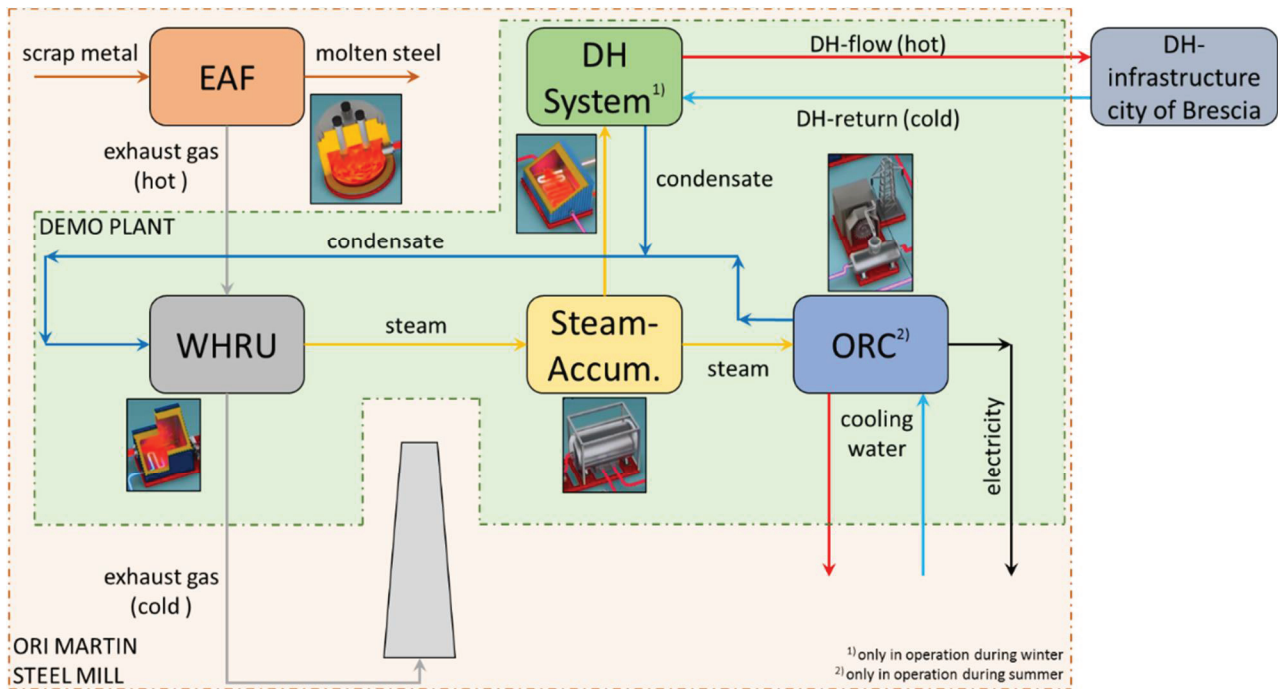 scrap metal
EAF
molten steel
exhaust gas
(hot )
DH
System1)
DH-flow (hot)
DH-return (cold)
DH-
infrastructure
city of Brescia
condensate
DEMO PLANT
condensate
WHRU
steam
Steam-
Accum.
steam
ORC2)
cooling
water
electricity
exhaust gas
(cold )
ORI MARTIN
STEEL MILL
1) only in operation during winter
2) only in operation during summer